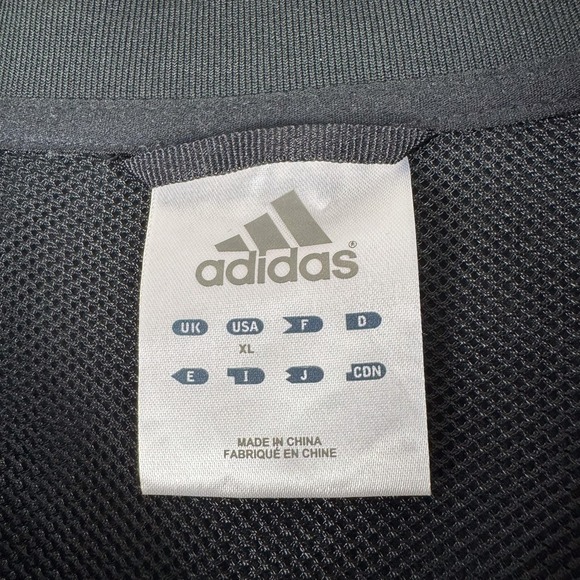 adidas®
UK USA F D
XL
E I J CDN
MADE IN CHINA
FABRIQUÉ EN CHINE